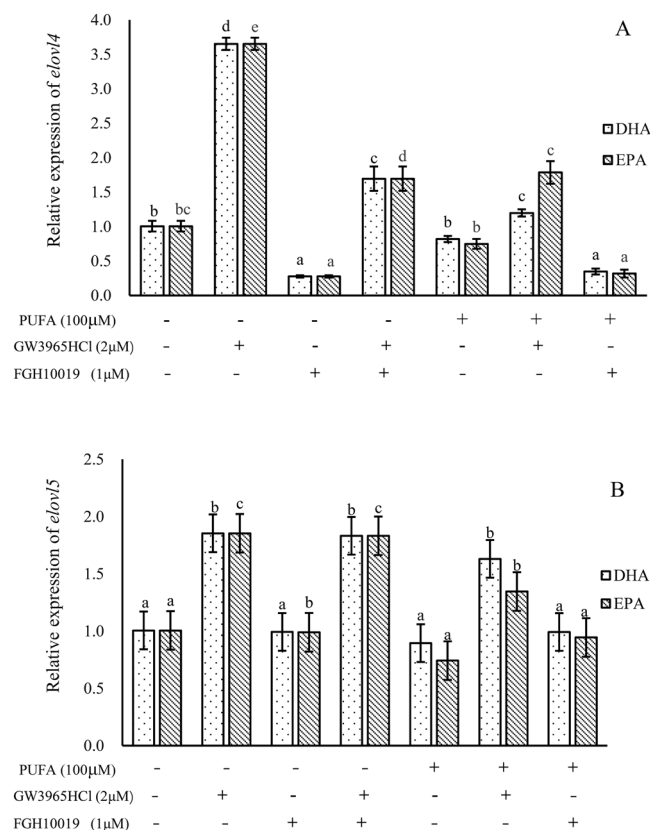 A
Relative expression of elovl4
4.0
3.5
3.0
2.5
2.0
1.5
1.0
0.5
0.0
b bc d e a a c d b b c c a a
DHA
EPA
PUFA (100μM) - - - - + + +
GW3965HCl (2μM) - + - + - + -
FGH10019 (1μM) - - + + - - +
B
Relative expression of elovl5
2.5
2.0
1.5
1.0
0.5
0.0
a a b c a b b c a a b b a a
DHA
EPA
PUFA (100μM) - - - - + + +
GW3965HCl (2μM) - + - + - + -
FGH10019 (1μM) - - + + - - +